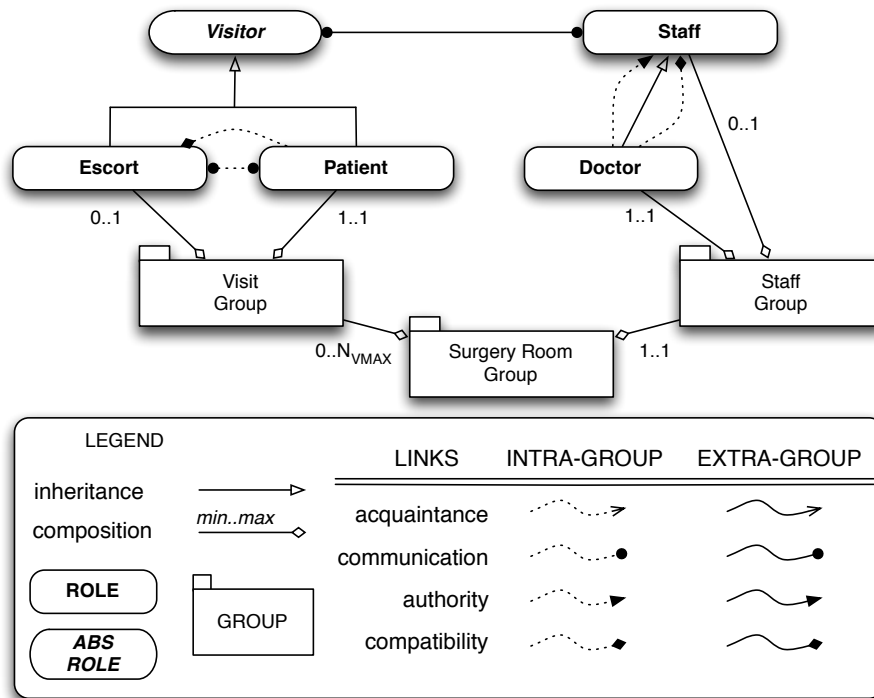 Visitor
Staff
0..1
Escort
Patient
Doctor
0..1
1..1
1..1
Visit
Group
Staff
Group
0..N_VMAX
Surgery Room
Group
1..1
LEGEND
LINKS INTRA-GROUP EXTRA-GROUP
inheritance
composition min..max
acquaintance
communication
authority
compatibility
ROLE
GROUP
ABS
ROLE